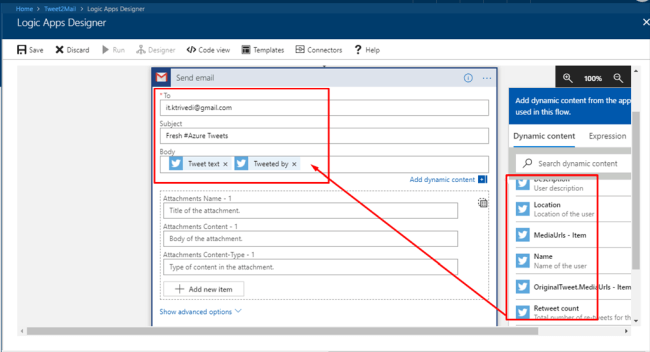 Home > Tweet2Mail > Logic Apps Designer
Logic Apps Designer
Save Discard Run Designer Code view Templates Connectors Help
Send email
100%
* To
it.ktrivedi@gmail.com
Subject
Fresh #Azure Tweets
Body
Tweet text × Tweeted by ×
Add dynamic content
Attachments Name - 1
Title of the attachment.
Attachments Content - 1
Body of the attachment.
Attachments Content-Type - 1
Type of content in the attachment.
Add new item
Show advanced options
Add dynamic content from the app
used in this flow.
Dynamic content Expression
Search dynamic content
Description
User description
Location
Location of the user
MediaUrls - Item
Name
Name of the user
OriginalTweet.MediaUrls - Item
Retweet count
Total number of re-tweets for th